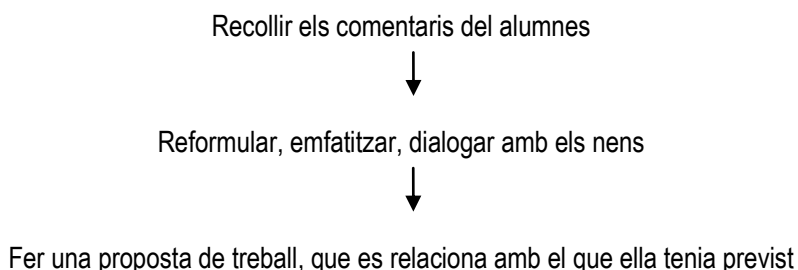 Recollir els comentaris del alumnes
Reformular, emfatitzar, dialogar amb els nens
Fer una proposta de treball, que es relaciona amb el que ella tenia previst